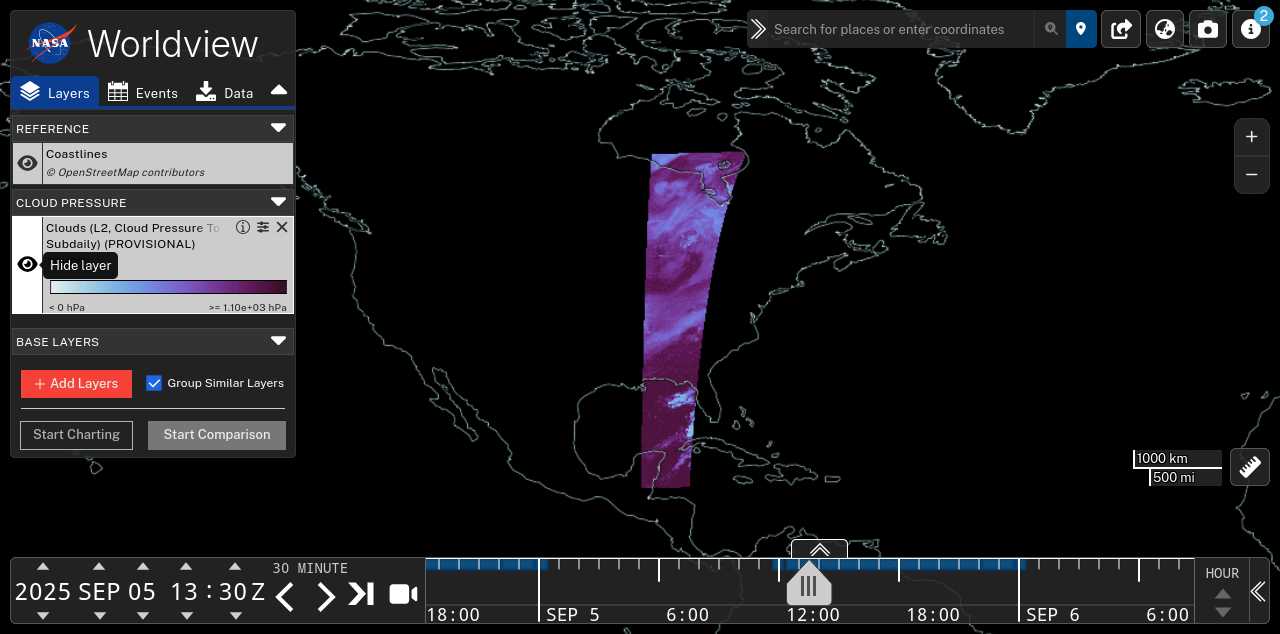 NASA
Worldview
Layers
Events
Data
REFERENCE
Coastlines
© OpenStreetMap contributors
CLOUD PRESSURE
Clouds (L2, Cloud Pressure To
Subdaily) (PROVISIONAL)
Hide layer
< 0 hPa
>= 1.10e+03 hPa
BASE LAYERS
+ Add Layers
Group Similar Layers
Start Charting
Start Comparison
Search for places or enter coordinates
2
+
−
1000 km
500 mi
30 MINUTE
2025 SEP 05 13 : 30 Z
18:00
SEP 5
6:00
12:00
18:00
SEP 6
6:00
HOUR